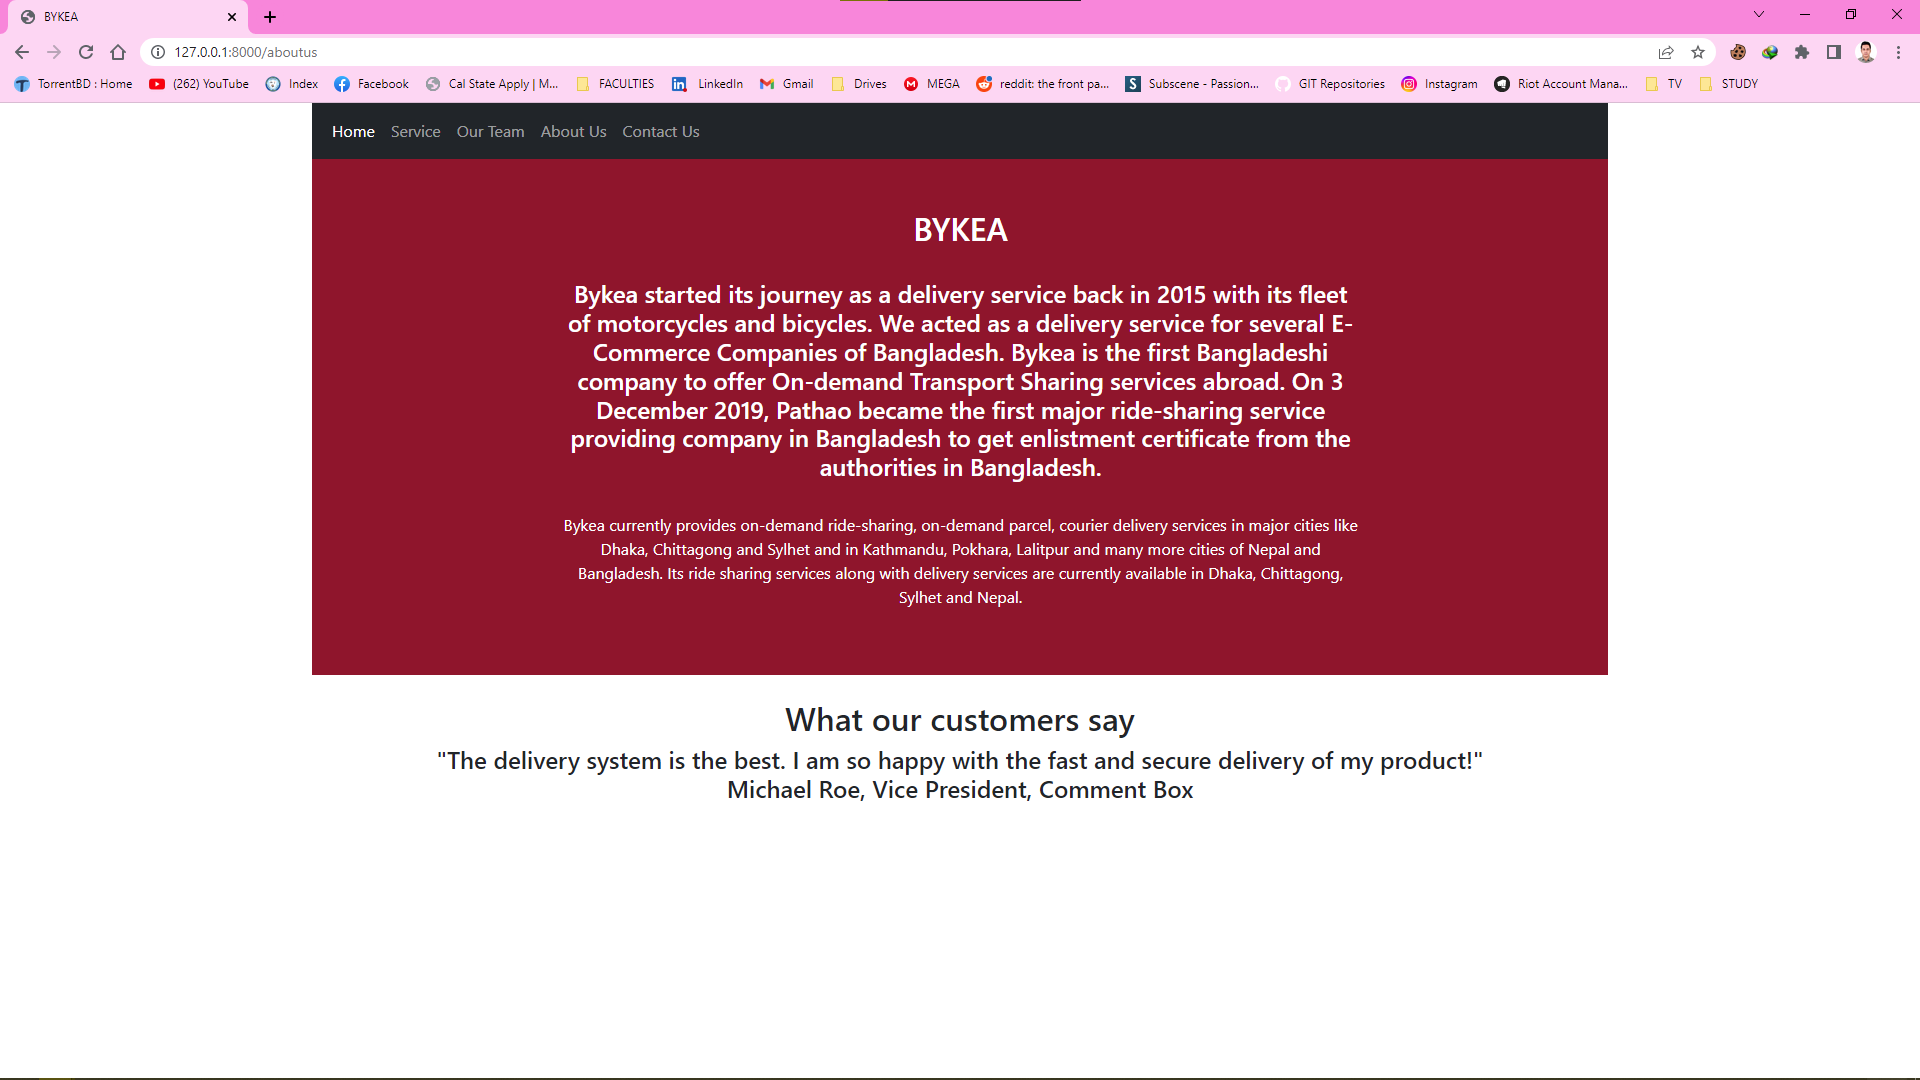 BYKEA
127.0.0.1:8000/aboutus
TorrentBD : Home (262) YouTube Index Facebook Cal State Apply | M... FACULTIES LinkedIn Gmail Drives MEGA reddit: the front pa... Subscene - Passion... GIT Repositories Instagram Riot Account Mana... TV STUDY
Home Service Our Team About Us Contact Us
BYKEA
Bykea started its journey as a delivery service back in 2015 with its fleet
of motorcycles and bicycles. We acted as a delivery service for several E-
Commerce Companies of Bangladesh. Bykea is the first Bangladeshi
company to offer On-demand Transport Sharing services abroad. On 3
December 2019, Pathao became the first major ride-sharing service
providing company in Bangladesh to get enlistment certificate from the
authorities in Bangladesh.
Bykea currently provides on-demand ride-sharing, on-demand parcel, courier delivery services in major cities like
Dhaka, Chittagong and Sylhet and in Kathmandu, Pokhara, Lalitpur and many more cities of Nepal and
Bangladesh. Its ride sharing services along with delivery services are currently available in Dhaka, Chittagong,
Sylhet and Nepal.
What our customers say
"The delivery system is the best. I am so happy with the fast and secure delivery of my product!"
Michael Roe, Vice President, Comment Box